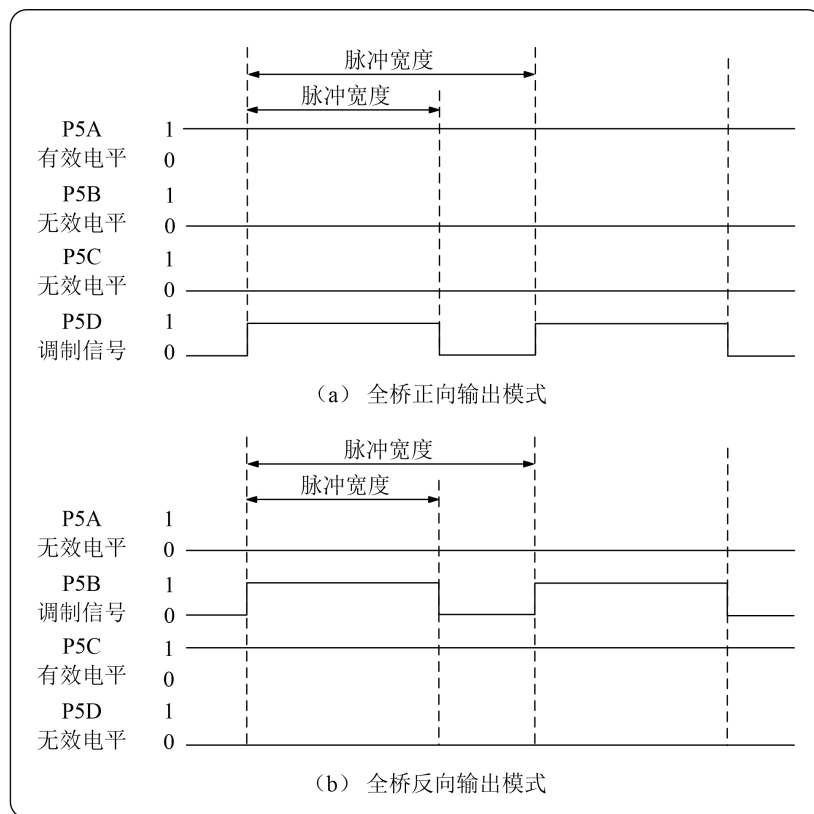 脉冲宽度
脉冲宽度
P5A 1
有效电平 0
P5B 1
无效电平 0
P5C 1
无效电平 0
P5D 1
调制信号 0
（a） 全桥正向输出模式
脉冲宽度
脉冲宽度
P5A 1
无效电平 0
P5B 1
调制信号 0
P5C 1
有效电平 0
P5D 1
无效电平 0
（b） 全桥反向输出模式